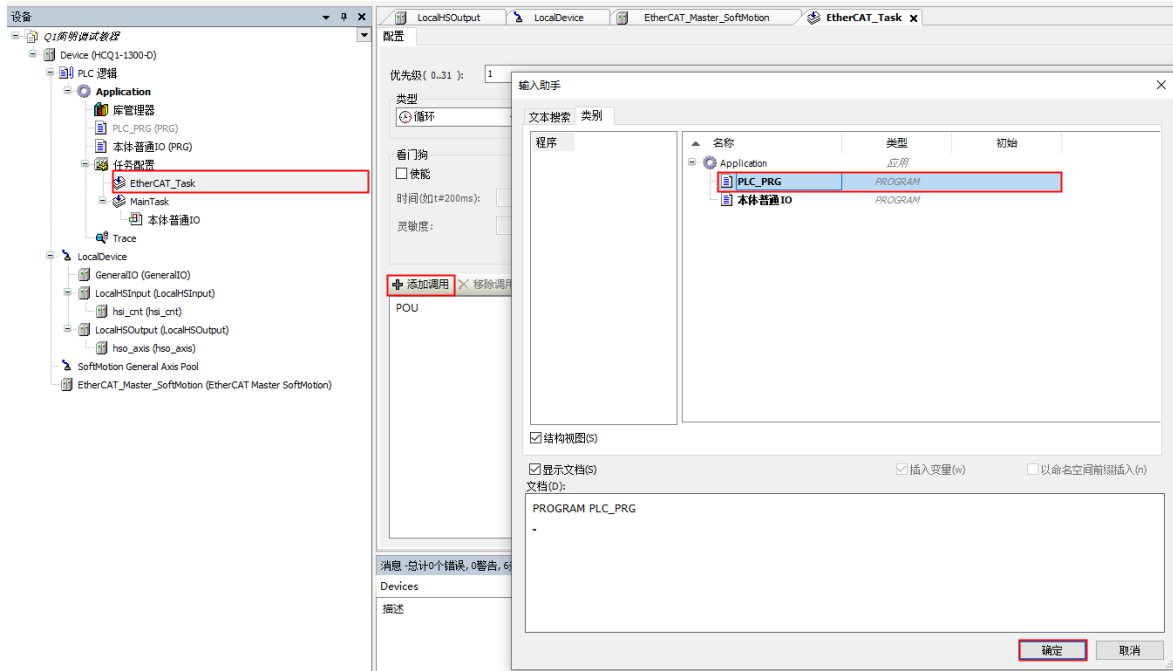 设备
Q1简明调试教程
Device (HCQ1-1300-D)
PLC 逻辑
Application
库管理器
PLC_PRG (PRG)
本体普通IO (PRG)
任务配置
EtherCAT_Task
MainTask
本体普通IO
Trace
LocalDevice
GeneralIO (GeneralIO)
LocalHSInput (LocalHSInput)
hsi_cnt (hsi_cnt)
LocalHSOutput (LocalHSOutput)
hso_axis (hso_axis)
SoftMotion General Axis Pool
EtherCAT_Master_SoftMotion (EtherCAT Master SoftMotion)
LocalHSOutput LocalDevice EtherCAT_Master_SoftMotion EtherCAT_Task
配置
优先级( 0..31 ): 1
类型
循环
看门狗
使能
时间(如t#200ms):
灵敏度:
添加调用 移除调用
POU
消息 -总计0个错误, 0警告, 6
Devices
描述
输入助手
文本搜索 类别
程序
名称 类型 初始
Application 应用
PLC_PRG PROGRAM
本体普通IO PROGRAM
结构视图(S)
显示文档(S) 插入变量(w) 以命名空间前缀插入(n)
文档(D):
PROGRAM PLC_PRG
-
确定 取消